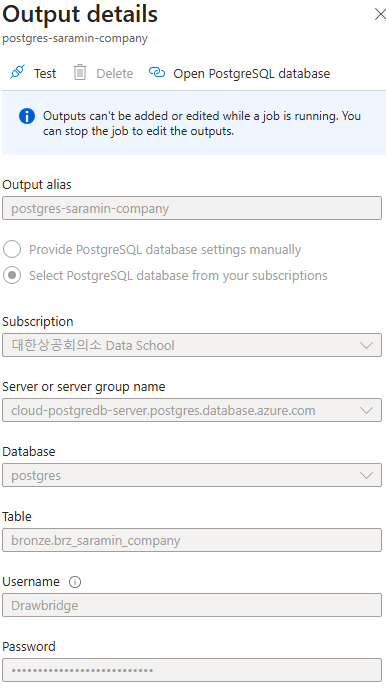 Output details
postgres-saramin-company
Test
Delete
Open PostgreSQL database
Outputs can't be added or edited while a job is running. You
can stop the job to edit the outputs.
Output alias
postgres-saramin-company
Provide PostgreSQL database settings manually
Select PostgreSQL database from your subscriptions
Subscription
대한상공회의소 Data School
Server or server group name
cloud-postgredb-server.postgres.database.azure.com
Database
postgres
Table
bronze.brz_saramin_company
Username
Drawbridge
Password
••••••••••••••••••••••••••••